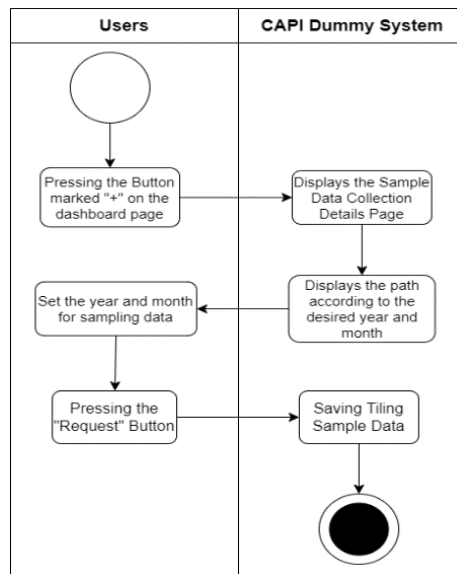 Users
CAPI Dummy System
Pressing the Button
marked "+" on the
dashboard page
Displays the Sample
Data Collection
Details Page
Set the year and month
for sampling data
Displays the path
according to the
desired year and
month
Pressing the
"Request" Button
Saving Tiling
Sample Data